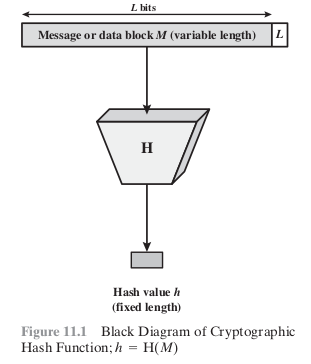 L bits
Message or data block M (variable length) L
H
Hash value h
(fixed length)
Figure 11.1 Black Diagram of Cryptographic
Hash Function; h = H(M)